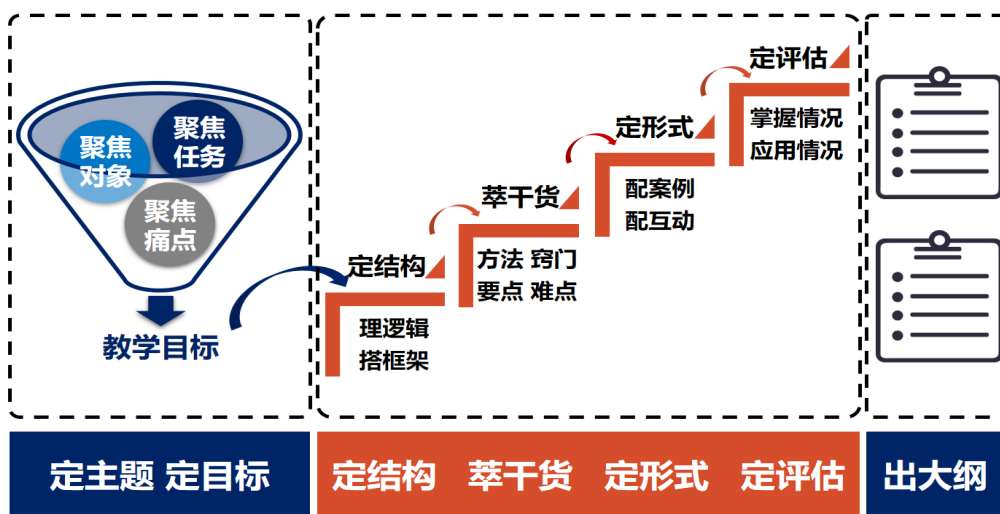 聚焦
对象
聚焦
任务
聚焦
痛点
教学目标
定结构
理逻辑
搭框架
萃干货
方法 窍门
要点 难点
定形式
配案例
配互动
定评估
掌握情况
应用情况
定主题 定目标
定结构 萃干货 定形式 定评估
出大纲